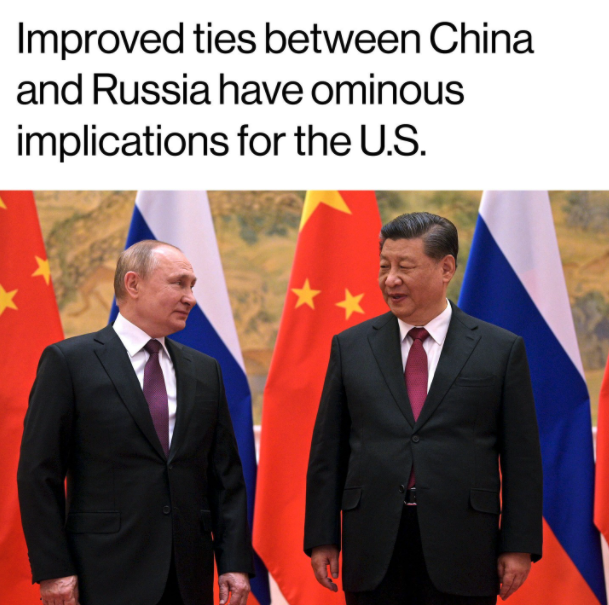 Improved ties between China
and Russia have ominous
implications for the U.S.